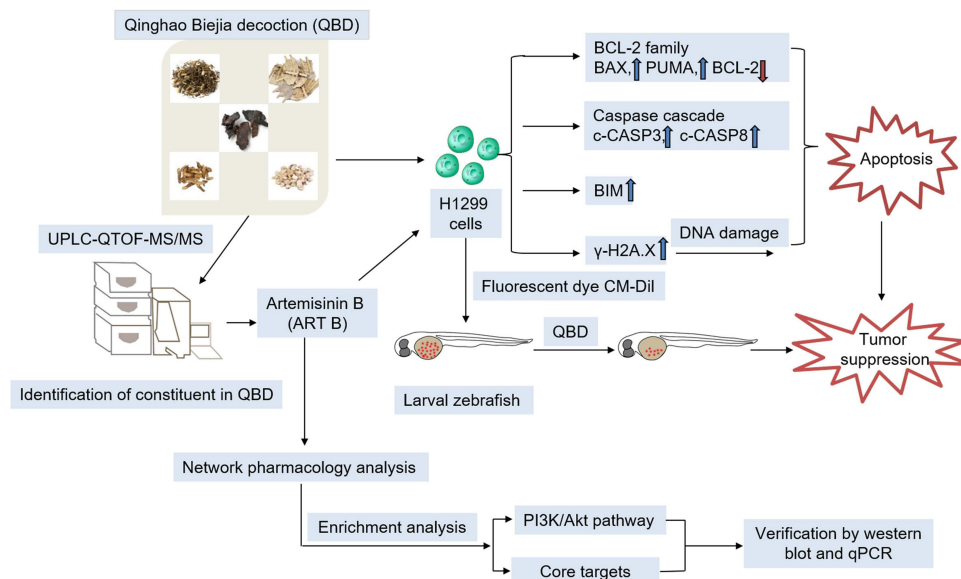 Qinghao Biejia decoction (QBD)
BCL-2 family
BAX, PUMA, BCL-2
Caspase cascade
c-CASP3, c-CASP8
Apoptosis
BIM
H1299
cells
DNA damage
γ-H2A.X
UPLC-QTOF-MS/MS
Fluorescent dye CM-Dil
Artemisinin B
(ART B)
QBD
Tumor
suppression
Identification of constituent in QBD
Larval zebrafish
Network pharmacology analysis
Enrichment analysis
PI3K/Akt pathway
Verification by western
blot and qPCR
Core targets